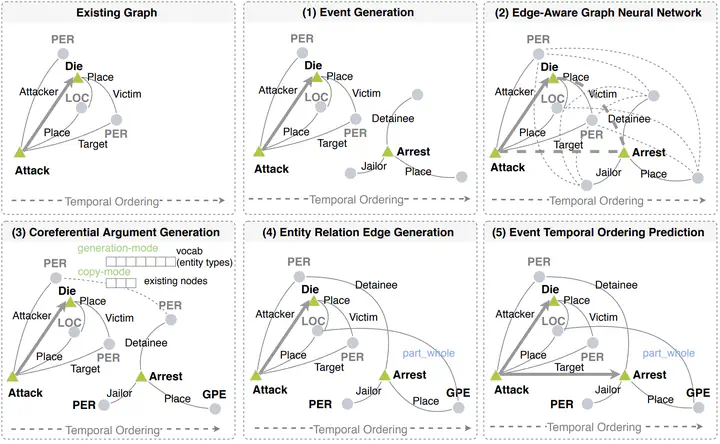 Existing Graph
PER
Die
Place
Attacker
LOC
Victim
PER
Place
Target
Attack
Temporal Ordering
(1) Event Generation
PER
Die
Place
Attacker
LOC
Victim
Detainee
PER
Place
Target
Arrest
Attack
Jailor
Place
Temporal Ordering
(2) Edge-Aware Graph Neural Network
PER
Die
Place
Attacker
LOC
Victim
Detainee
PER
Place
Target
Arrest
Attack
Jailor
Place
Temporal Ordering
(3) Coreferential Argument Generation
generation-mode
vocab
(entity types)
PER
copy-mode
existing nodes
Die
Place
PER
Attacker
LOC
Victim
Detainee
Place
PER
Target
Arrest
Attack
Jailor
GPE
PER
Place
Temporal Ordering
(4) Entity Relation Edge Generation
PER
Detainee
Die
Place
Attacker
LOC
Victim
part_whole
Place
PER
Target
Arrest
Attack
Jailor
GPE
PER
Place
Temporal Ordering
(5) Event Temporal Ordering Prediction
PER
Detainee
Die
Place
Attacker
LOC
Victim
part_whole
Place
PER
Target
Arrest
Attack
Jailor
GPE
PER
Place
Temporal Ordering